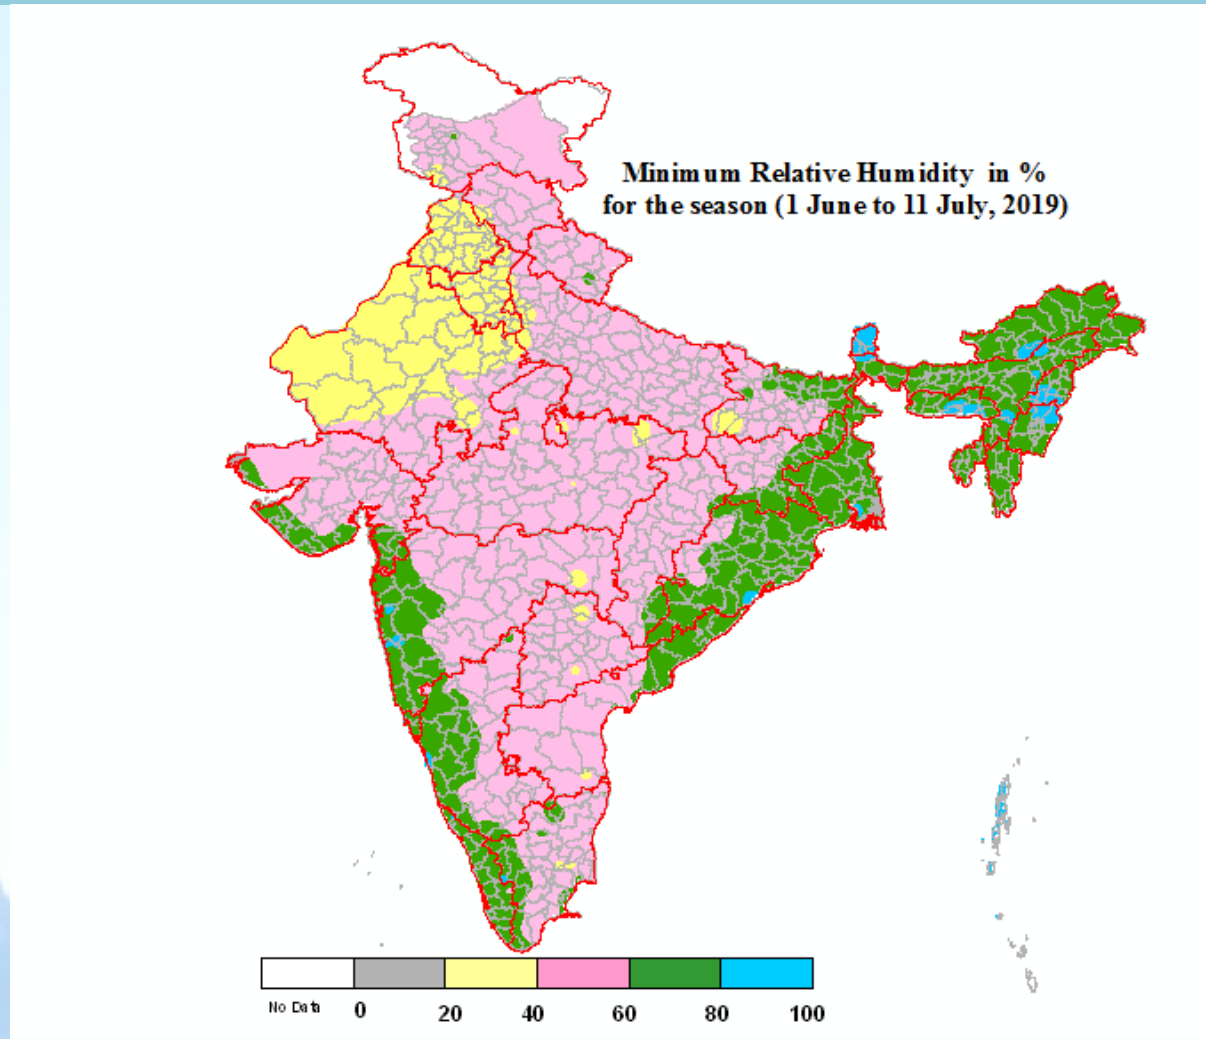 Minimum Relative Humidity in %
for the season (1 June to 11 July, 2019)
No Data 0 20 40 60 80 100